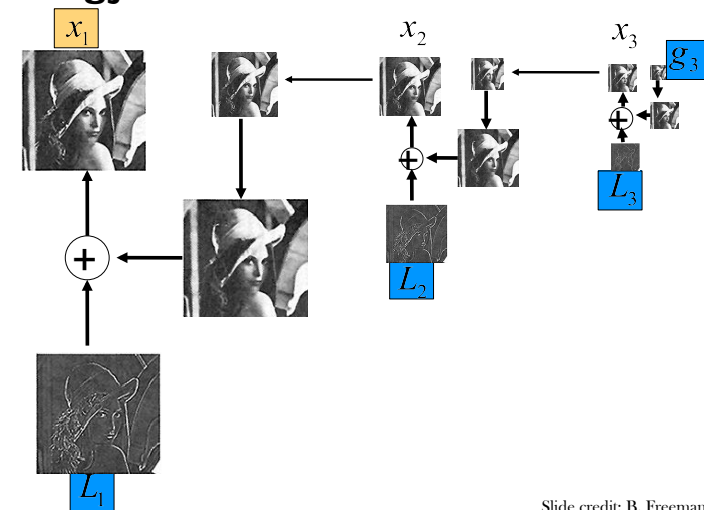 x₁
x₂
x₃
g₃
+
+
+
L₃
L₂
L₁
Slide credit: B. Freeman